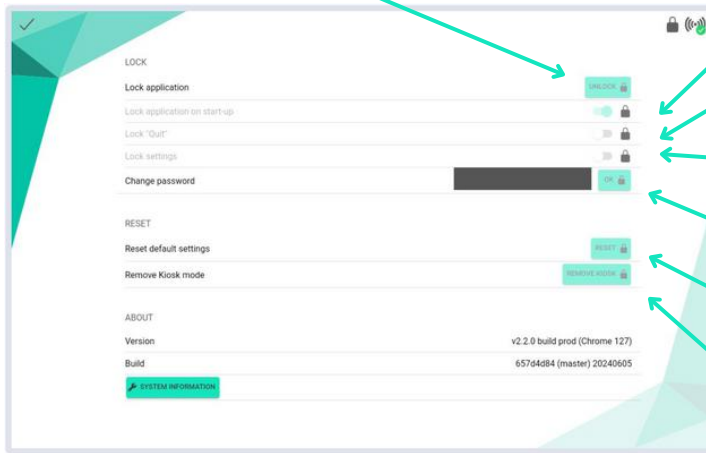 LOCK
Lock application UNLOCK
Lock application on start-up
Lock "Quit"
Lock settings
Change password OK
RESET
Reset default settings RESET
Remove Kiosk mode REMOVE KIOSK
ABOUT
Version v2.2.0 build prod (Chrome 127)
Build 657d4d84 (master) 20240605
SYSTEM INFORMATION